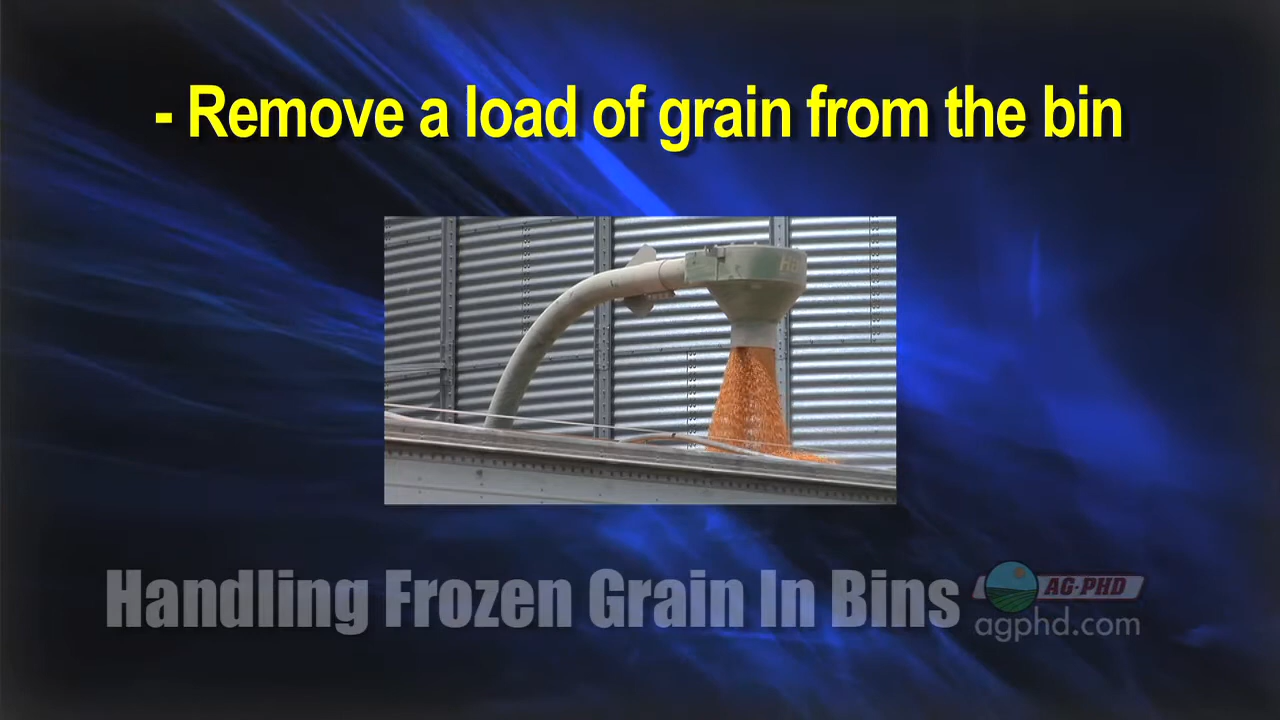 - Remove a load of grain from the bin
Handling Frozen Grain In Bins
AG-PHD
agphd.com